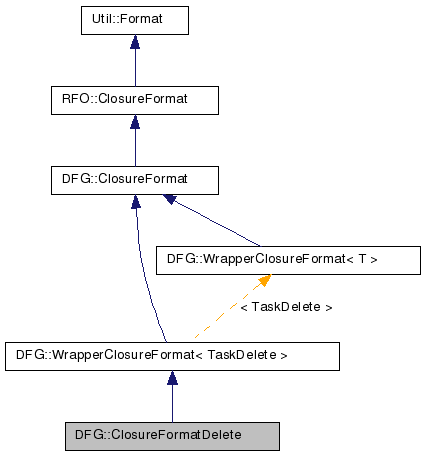 Util::Format
RFO::ClosureFormat
DFG::ClosureFormat
DFG::WrapperClosureFormat< T >
< TaskDelete >
DFG::WrapperClosureFormat< TaskDelete >
DFG::ClosureFormatDelete